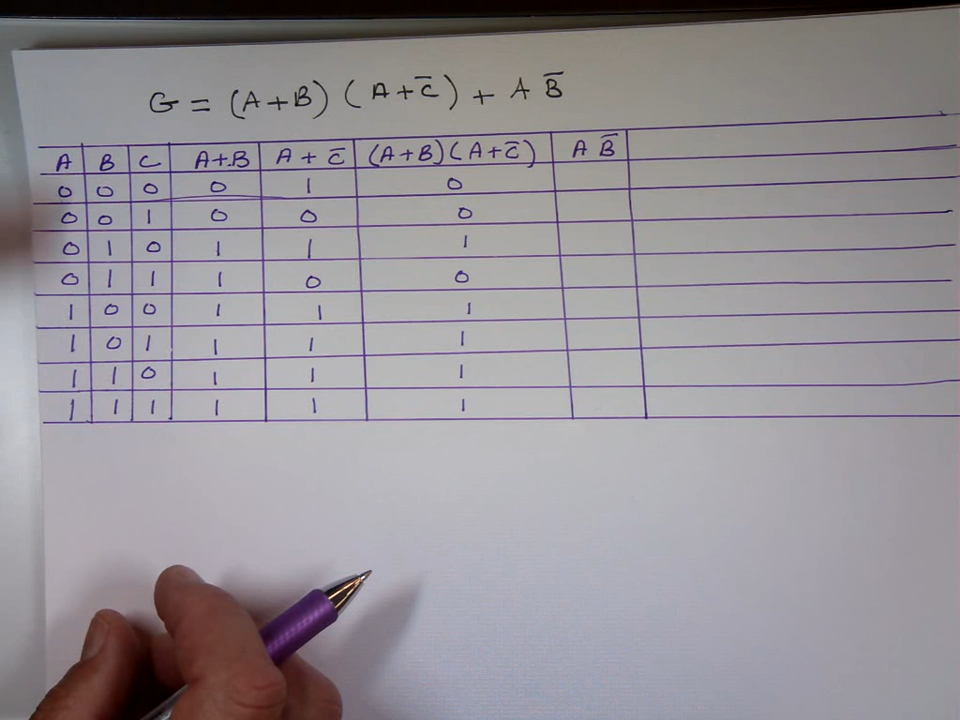 G = (A+B) (A+C̅) + A B̅
A B C A+B A + C̅ (A+B)(A+C̅) A B̅
0 0 0 0 1 0
0 0 1 0 0 0
0 1 0 1 1 1
0 1 1 1 0 0
1 0 0 1 1 1
1 0 1 1 1 1
1 1 0 1 1 1
1 1 1 1 1 1